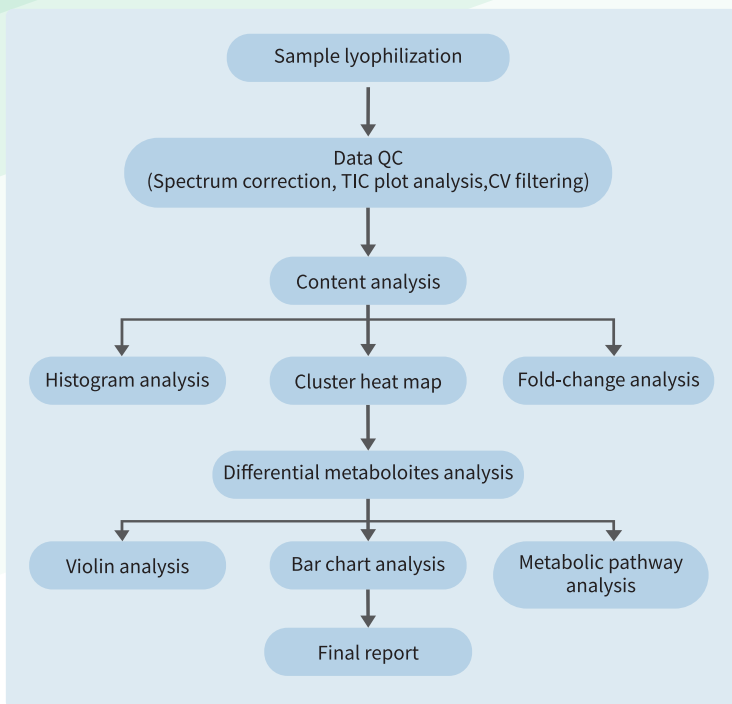 Sample lyophilization
Data QC
(Spectrum correction, TIC plot analysis,CV filtering)
Content analysis
Histogram analysis
Cluster heat map
Fold-change analysis
Differential metaboloites analysis
Violin analysis
Bar chart analysis
Metabolic pathway
analysis
Final report